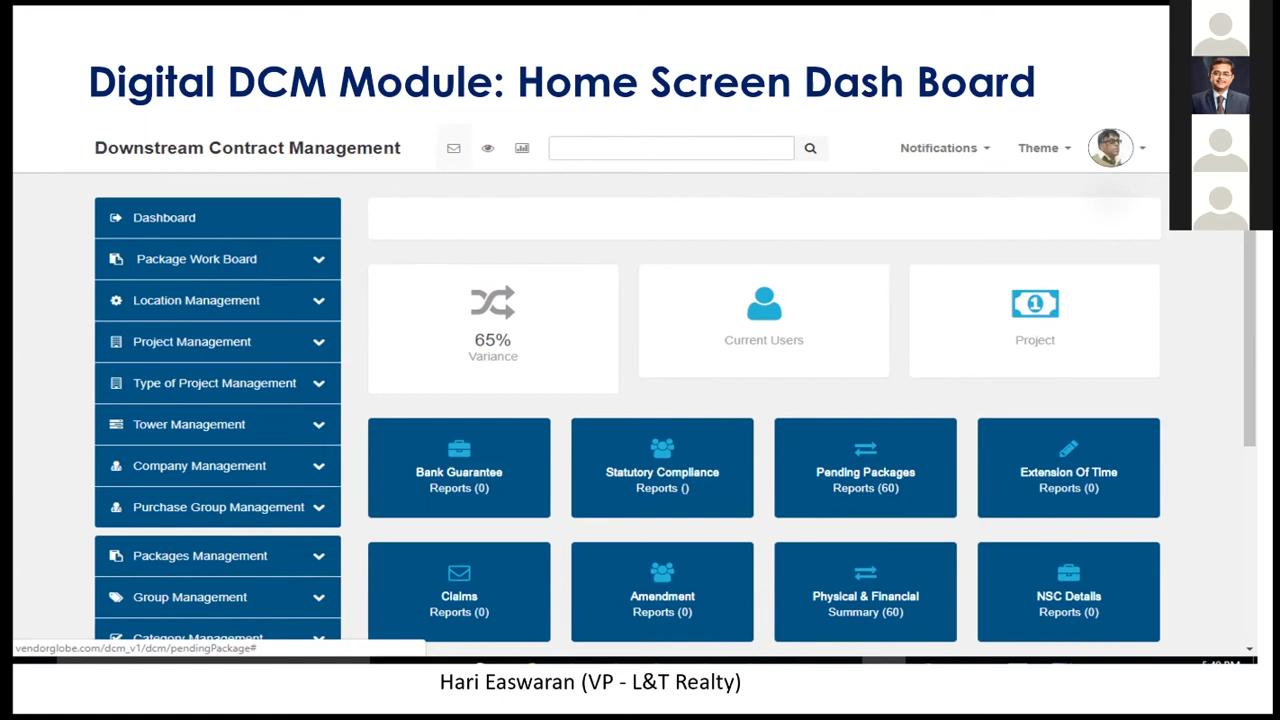 Digital DCM Module: Home Screen Dash Board
Downstream Contract Management
Notifications
Theme
Dashboard
Package Work Board
Location Management
Project Management
Type of Project Management
Tower Management
Company Management
Purchase Group Management
Packages Management
Group Management
Category Management
65%
Variance
Current Users
1
Project
Bank Guarantee
Reports (0)
Statutory Compliance
Reports ()
Pending Packages
Reports (60)
Extension Of TIme
Reports (0)
Claims
Reports (0)
Amendment
Reports (0)
Physical & Financial
Summary (60)
NSC Details
Reports (0)
vendorglobe.com/dcm_v1/dcm/pendingPackage#
Hari Easwaran (VP - L&T Realty)